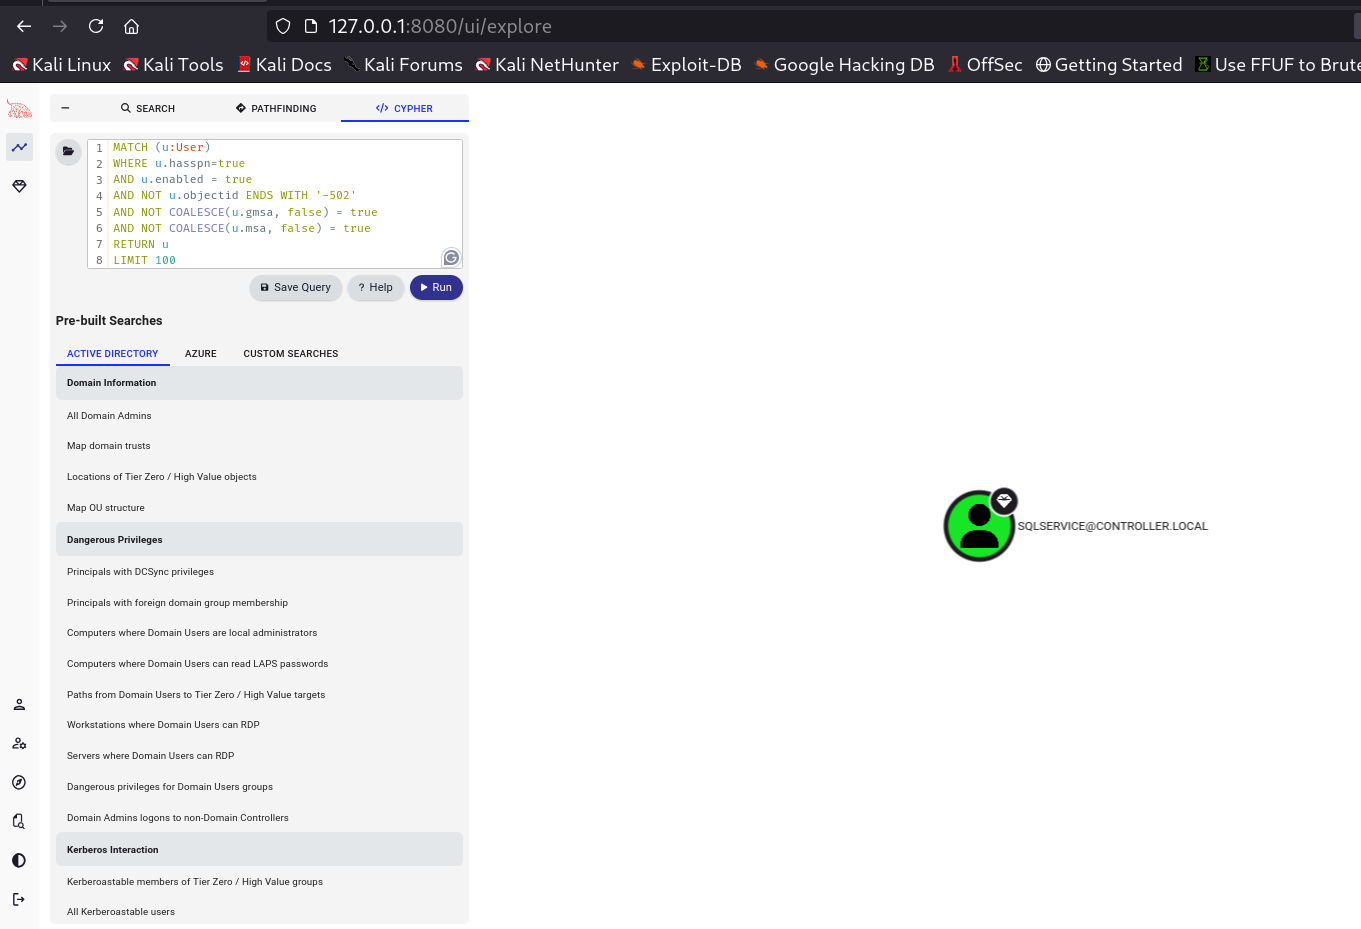 127.0.0.1:8080/ui/explore
Kali Linux Kali Tools Kali Docs Kali Forums Kali NetHunter Exploit-DB Google Hacking DB OffSec Getting Started Use FFUF to Brute
SEARCH PATHFINDING </> CYPHER
1 MATCH (u:User)
2 WHERE u.hasspn=true
3 AND u.enabled = true
4 AND NOT u.objectid ENDS WITH '-502'
5 AND NOT COALESCE(u.gmsa, false) = true
6 AND NOT COALESCE(u.msa, false) = true
7 RETURN u
8 LIMIT 100
Save Query ? Help Run
Pre-built Searches
ACTIVE DIRECTORY AZURE CUSTOM SEARCHES
Domain Information
All Domain Admins
Map domain trusts
Locations of Tier Zero / High Value objects
Map OU structure
Dangerous Privileges
Principals with DCSync privileges
Principals with foreign domain group membership
Computers where Domain Users are local administrators
Computers where Domain Users can read LAPS passwords
Paths from Domain Users to Tier Zero / High Value targets
Workstations where Domain Users can RDP
Servers where Domain Users can RDP
Dangerous privileges for Domain Users groups
Domain Admins logons to non-Domain Controllers
Kerberos Interaction
Kerberoastable members of Tier Zero / High Value groups
All Kerberoastable users
SQLSERVICE@CONTROLLER.LOCAL